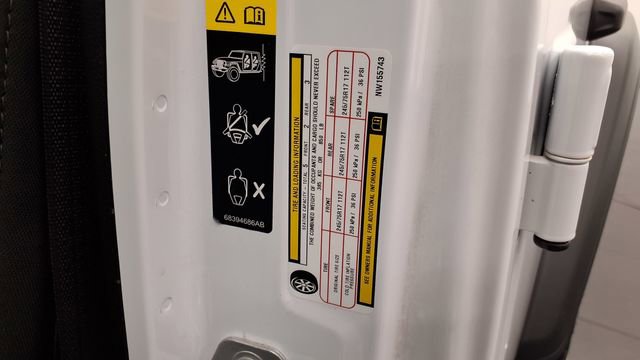 68394686AB
TIRE AND LOADING INFORMATION
SEATING CAPACITY - TOTAL 5 FRONT 2 REAR 3
THE COMBINED WEIGHT OF OCCUPANTS AND CARGO SHOULD NEVER EXCEED
385 KG OR 850 LB
TIRE FRONT REAR SPARE
ORIGINAL TIRE SIZE 245/75R17 112T 245/75R17 112T 245/75R17 112T
COLD TIRE INFLATION PRESSURE 250 kPa / 36 PSI 250 kPa / 36 PSI 250 kPa / 36 PSI
SEE OWNERS MANUAL FOR ADDITIONAL INFORMATION
NW1S5743